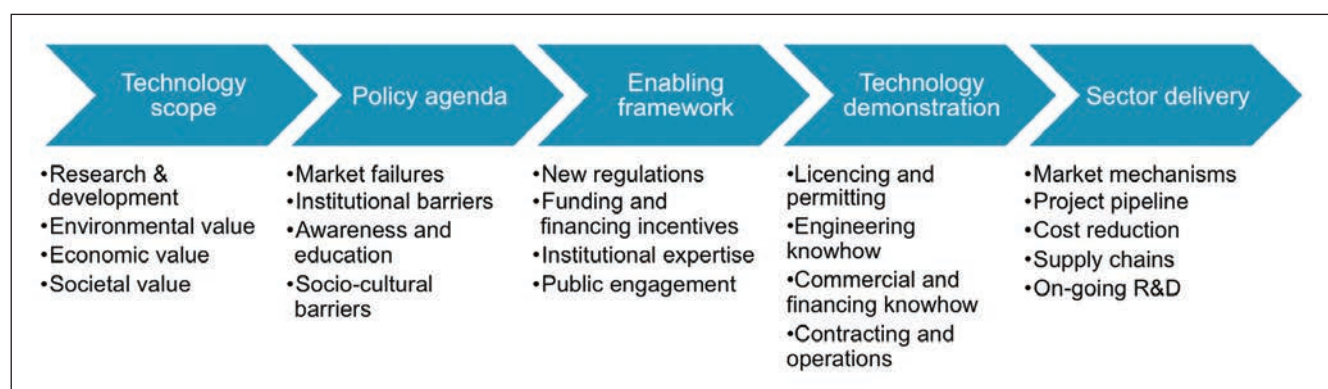 Technology
scope
•Research &
development
•Environmental value
•Economic value
•Societal value
Policy agenda
•Market failures
•Institutional barriers
•Awareness and
education
•Socio-cultural
barriers
Enabling
framework
•New regulations
•Funding and
financing incentives
•Institutional expertise
•Public engagement
Technology
demonstration
•Licencing and
permitting
•Engineering
knowhow
•Commercial and
financing knowhow
•Contracting and
operations
Sector delivery
•Market mechanisms
•Project pipeline
•Cost reduction
•Supply chains
•On-going R&D